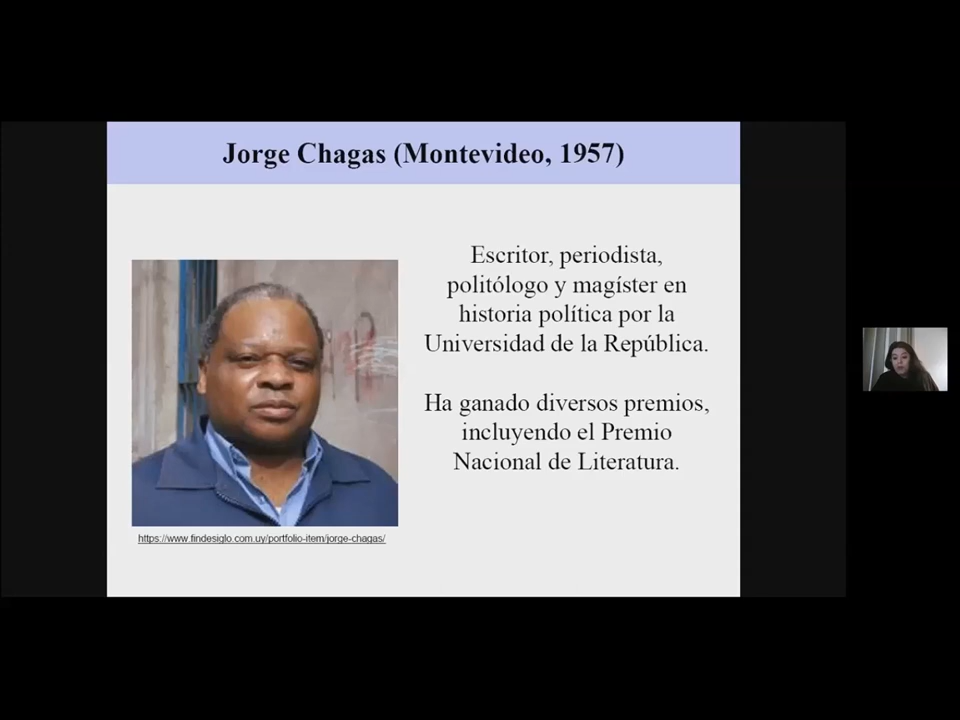 Jorge Chagas (Montevideo, 1957)
Escritor, periodista,
politólogo y magíster en
historia política por la
Universidad de la República.
Ha ganado diversos premios,
incluyendo el Premio
Nacional de Literatura.
https://www.findesiglo.com.uy/portfolio-item/jorge-chagas/